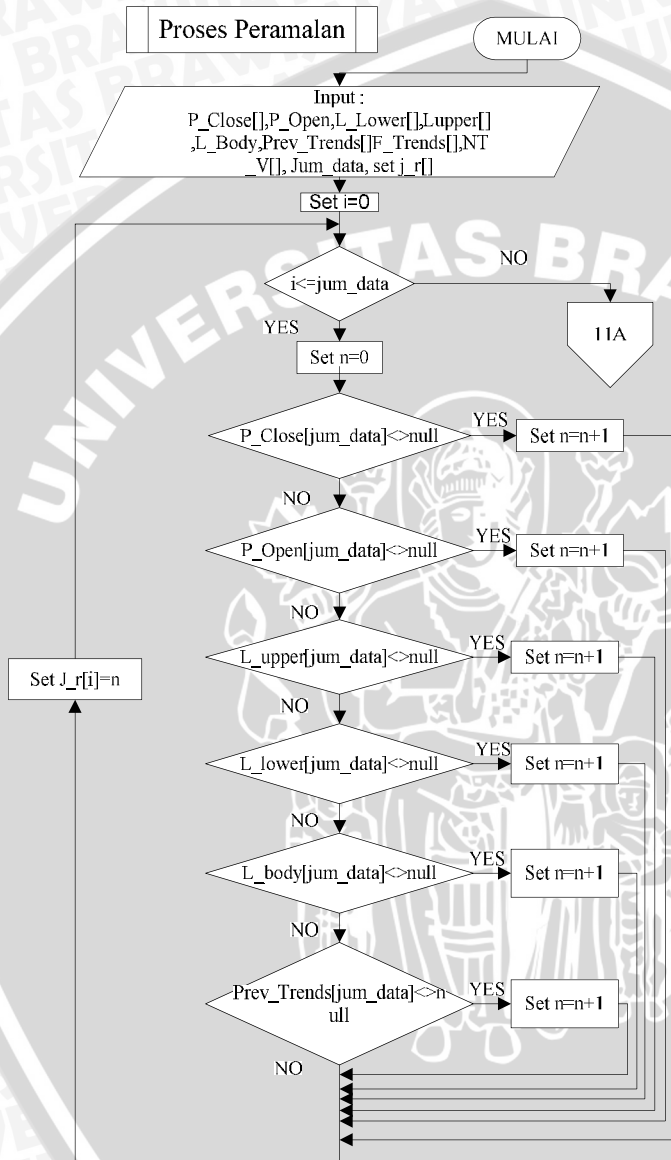 Proses Peramalan
MULAI
Input :
P_Close[],P_Open,L_Lower[],Lupper[]
,L_Body,Prev_Trends[]F_Trends[],NT
_V[], Jum_data, set j_r[]
Set i=0
i<=jum_data
NO
11A
YES
Set n=0
P_Close[jum_data]<>null
YES
Set n=n+1
NO
P_Open[jum_data]<>null
YES
Set n=n+1
NO
L_upper[jum_data]<>null
YES
Set n=n+1
Set J_r[i]=n
NO
L_lower[jum_data]<>null
YES
Set n=n+1
NO
L_body[jum_data]<>null
YES
Set n=n+1
NO
Prev_Trends[jum_data]<>n
ull
YES
Set n=n+1
NO
UNIVERSITAS BRA